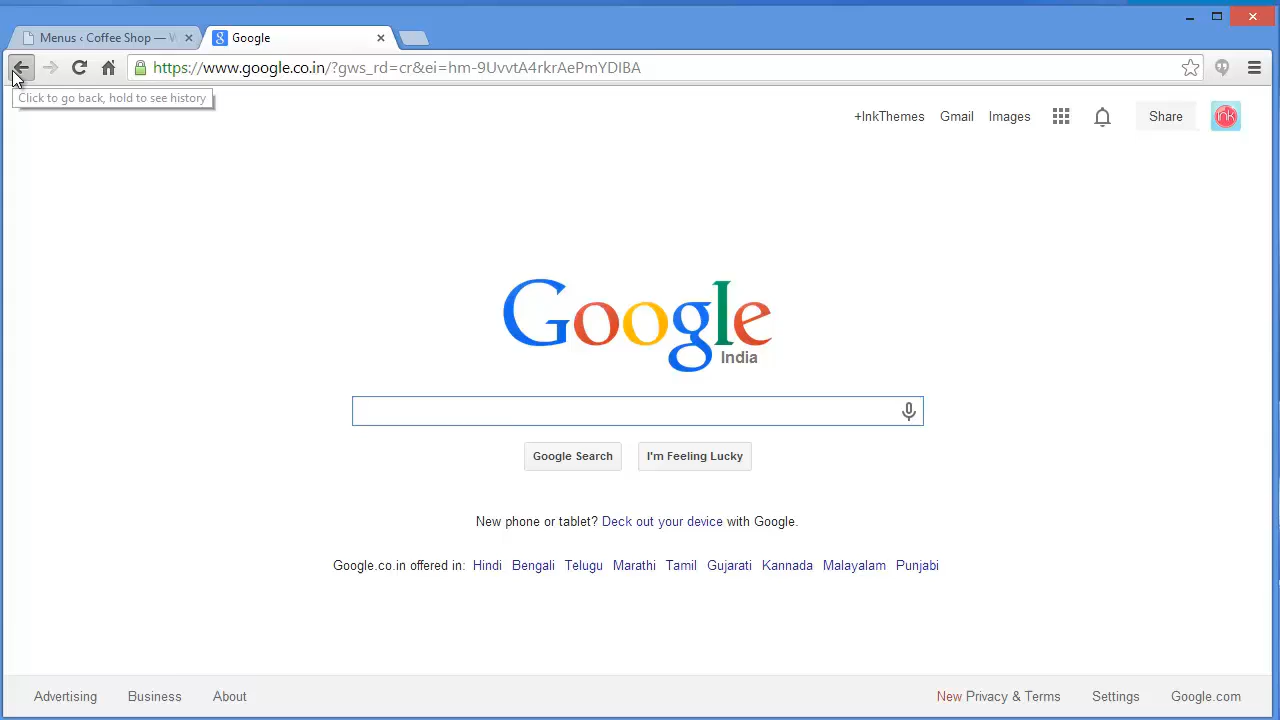 Menus ‹ Coffee Shop — W
Google
https://www.google.co.in/?gws_rd=cr&ei=hm-9UvvtA4rkrAePmYDIBA
Click to go back, hold to see history
+InkThemes Gmail Images Share ink
Google
India
Google Search I'm Feeling Lucky
New phone or tablet? Deck out your device with Google.
Google.co.in offered in: Hindi Bengali Telugu Marathi Tamil Gujarati Kannada Malayalam Punjabi
Advertising Business About New Privacy & Terms Settings Google.com